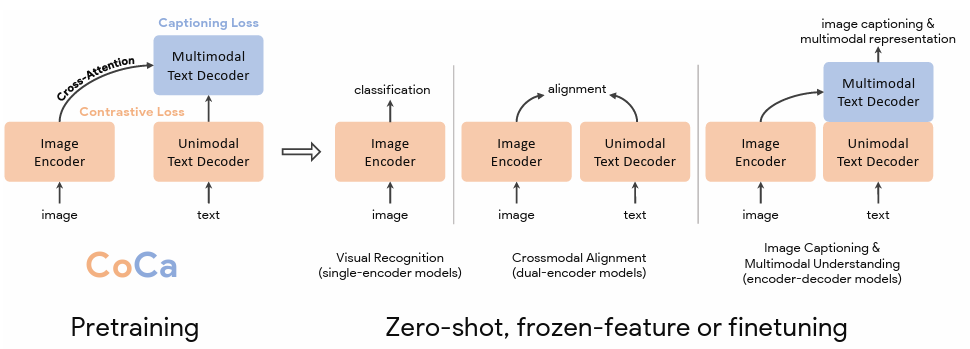 Captioning Loss
Multimodal
Text Decoder
Cross-Attention
Contrastive Loss
Image
Encoder
Unimodal
Text Decoder
image
text
CoCa
Pretraining
classification
Image
Encoder
image
Visual Recognition
(single-encoder models)
alignment
Image
Encoder
Unimodal
Text Decoder
image
text
Crossmodal Alignment
(dual-encoder models)
image captioning &
multimodal representation
Multimodal
Text Decoder
Image
Encoder
Unimodal
Text Decoder
image
text
Image Captioning &
Multimodal Understanding
(encoder-decoder models)
Zero-shot, frozen-feature or finetuning